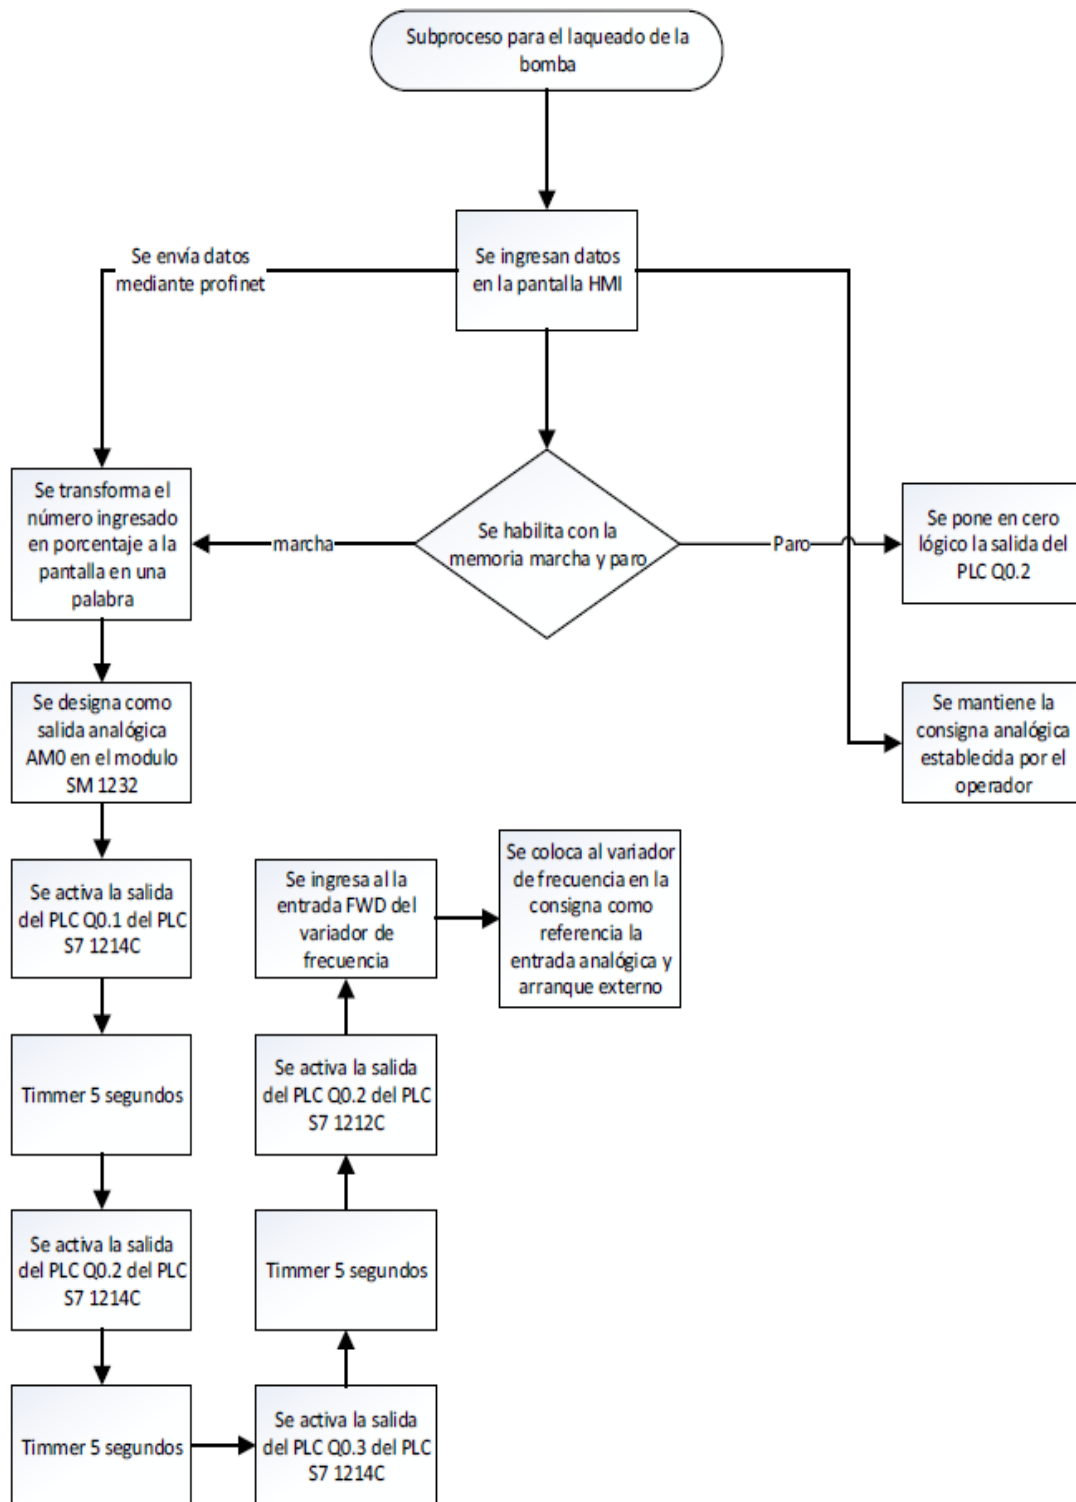 Subproceso para el laqueado de la
bomba
Se ingresan datos
en la pantalla HMI
Se envía datos
mediante profinet
Se transforma el
número ingresado
en porcentaje a la
pantalla en una
palabra
marcha
Se habilita con la
memoria marcha y paro
Paro
Se pone en cero
lógico la salida del
PLC Q0.2
Se designa como
salida analógica
AM0 en el modulo
SM 1232
Se mantiene la
consigna analógica
establecida por el
operador
Se activa la salida
del PLC Q0.1 del PLC
S7 1214C
Timmer 5 segundos
Se activa la salida
del PLC Q0.2 del PLC
S7 1214C
Timmer 5 segundos
Se activa la salida
del PLC Q0.3 del PLC
S7 1214C
Timmer 5 segundos
Se activa la salida
del PLC Q0.2 del PLC
S7 1212C
Se ingresa al la
entrada FWD del
variador de
frecuencia
Se coloca al variador
de frecuencia en la
consigna como
referencia la
entrada analógica y
arranque externo